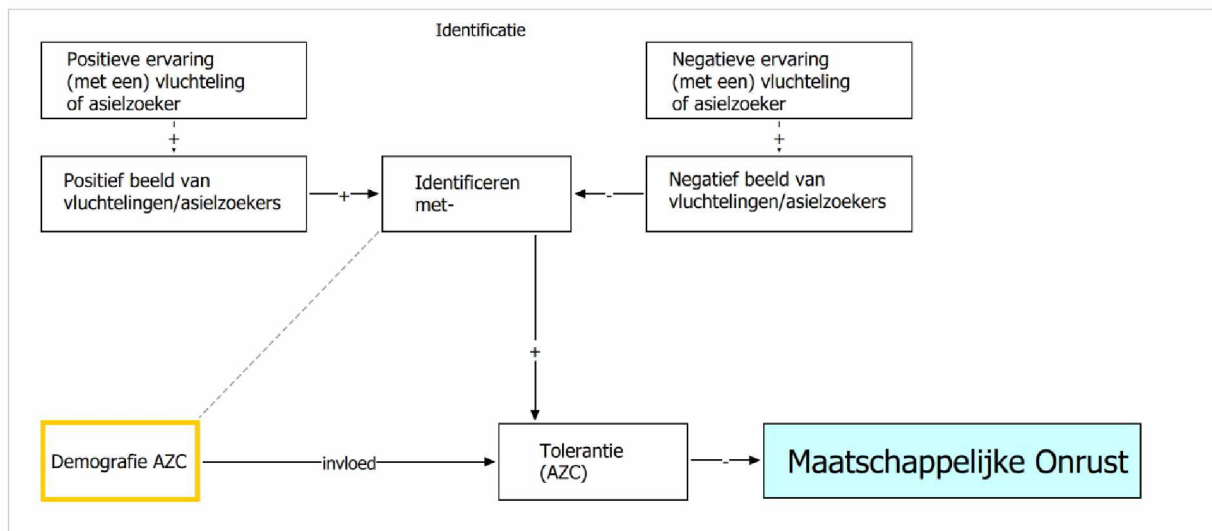 Identificatie
Positieve ervaring
(met een) vluchteling
of asielzoeker
Negatieve ervaring
(met een) vluchteling
of asielzoeker
+
+
Positief beeld van
vluchtelingen/asielzoekers
+
Identificeren
met-
-
Negatief beeld van
vluchtelingen/asielzoekers
+
Demografie AZC
invloed
Tolerantie
(AZC)
-
Maatschappelijke Onrust